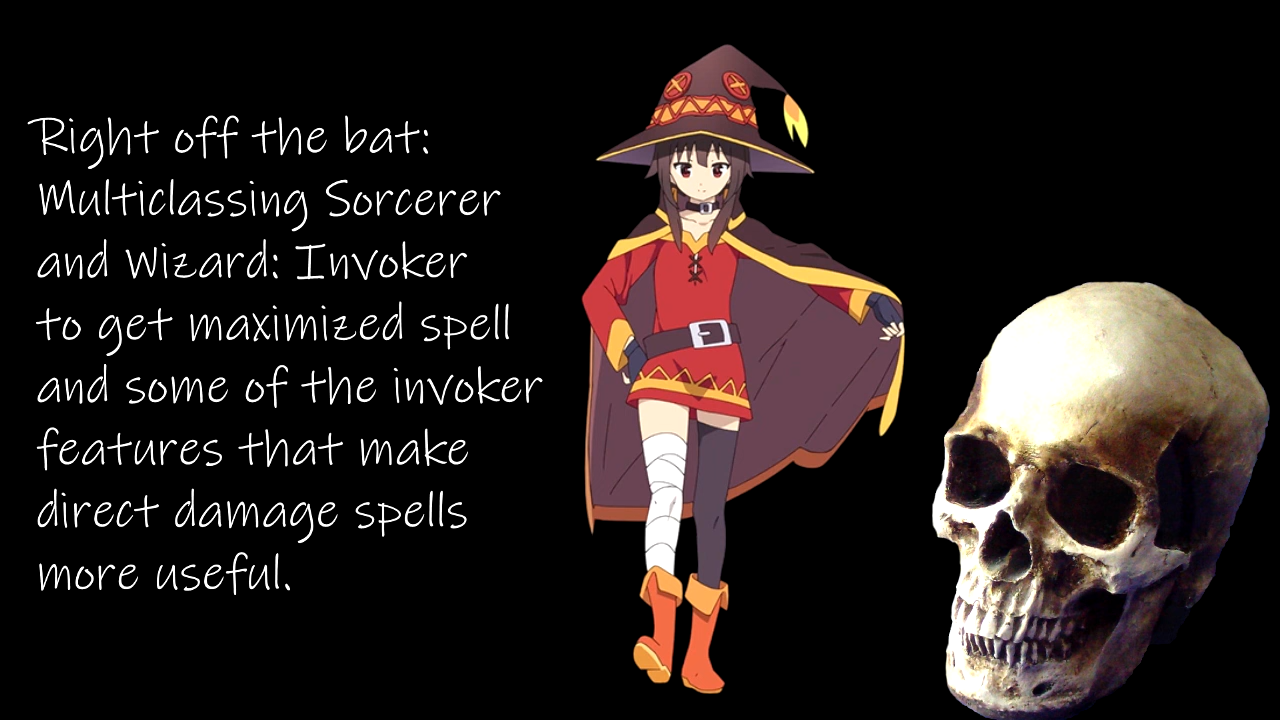 Right off the bat:
Multiclassing Sorcerer
and Wizard: Invoker
to get maximized spell
and some of the invoker
features that make
direct damage spells
more useful.